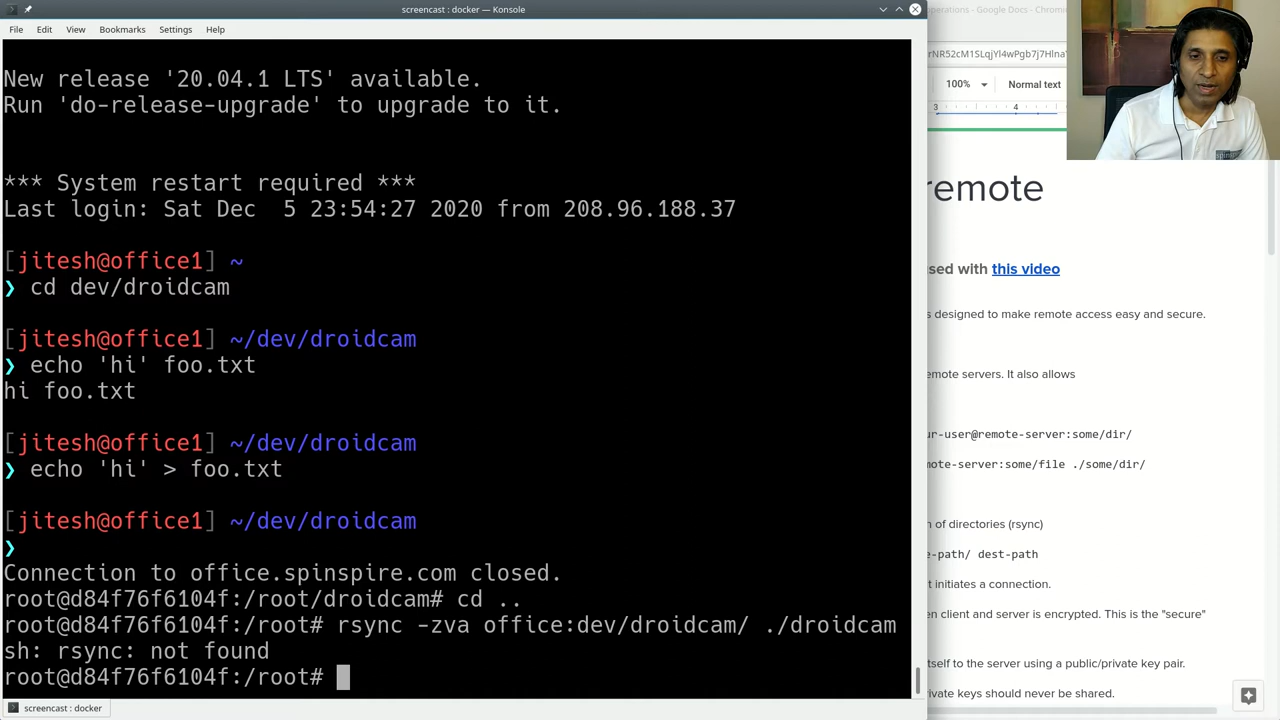 screencast : docker — Konsole
File Edit View Bookmarks Settings Help
New release '20.04.1 LTS' available.
Run 'do-release-upgrade' to upgrade to it.
*** System restart required ***
Last login: Sat Dec  5 23:54:27 2020 from 208.96.188.37
[jitesh@office1] ~
❯ cd dev/droidcam
[jitesh@office1] ~/dev/droidcam
❯ echo 'hi' foo.txt
hi foo.txt
[jitesh@office1] ~/dev/droidcam
❯ echo 'hi' > foo.txt
[jitesh@office1] ~/dev/droidcam
❯
Connection to office.spinspire.com closed.
root@d84f76f6104f:/root/droidcam# cd ..
root@d84f76f6104f:/root# rsync -zva office:dev/droidcam/ ./droidcam
sh: rsync: not found
root@d84f76f6104f:/root#
screencast : docker
perations - Google Docs - Chromi
100% Normal text
3 4
remote
sed with this video
s designed to make remote access easy and secure.
emote servers. It also allows
ur-user@remote-server:some/dir/
mote-server:some/file ./some/dir/
n of directories (rsync)
e-path/ dest-path
t initiates a connection.
en client and server is encrypted. This is the "secure"
tself to the server using a public/private key pair.
ivate keys should never be shared.